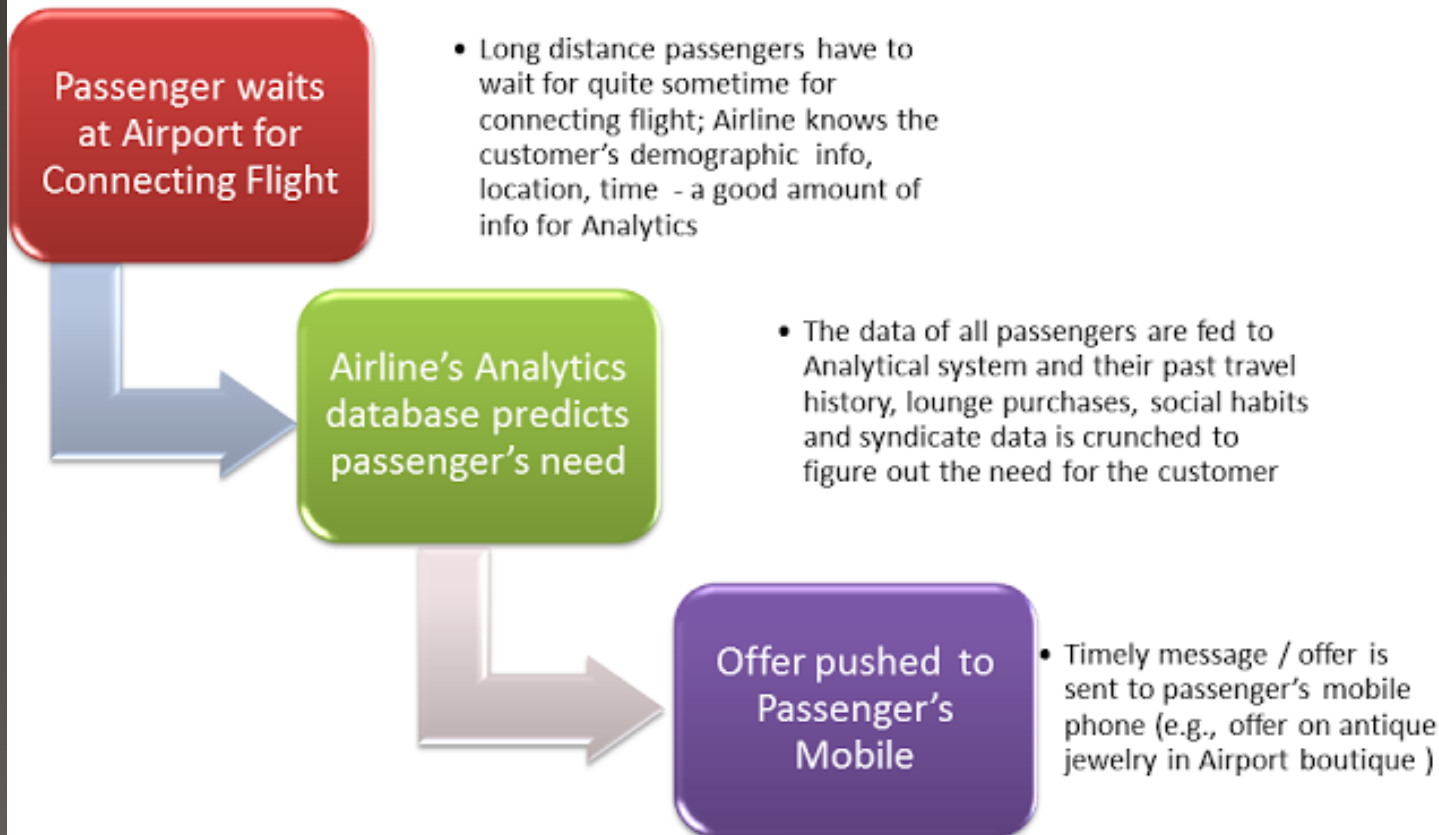 Passenger waits
at Airport for
Connecting Flight
• Long distance passengers have to
wait for quite sometime for
connecting flight; Airline knows the
customer's demographic info,
location, time - a good amount of
info for Analytics
Airline's Analytics
database predicts
passenger's need
• The data of all passengers are fed to
Analytical system and their past travel
history, lounge purchases, social habits
and syndicate data is crunched to
figure out the need for the customer
Offer pushed to
Passenger's
Mobile
• Timely message / offer is
sent to passenger's mobile
phone (e.g., offer on antique
jewelry in Airport boutique )